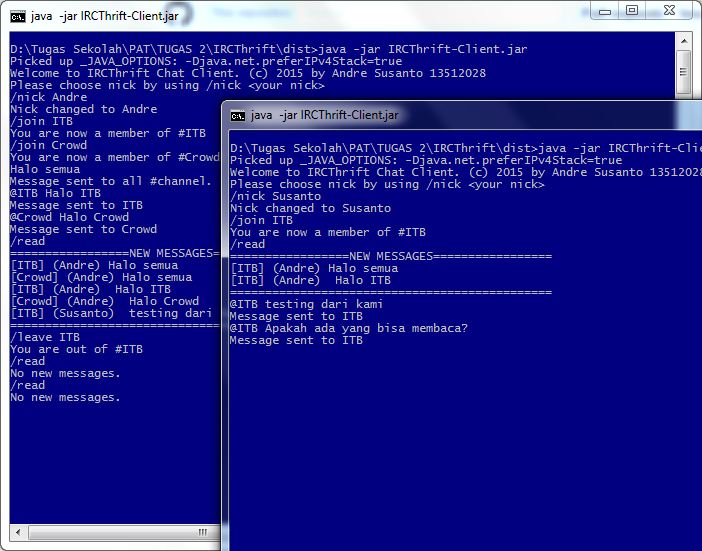 java -jar IRCThrift-Client.jar
D:\Tugas Sekolah\PAT\TUGAS 2\IRCThrift\dist>java -jar IRCThrift-Client.jar
Picked up _JAVA_OPTIONS: -Djava.net.preferIPv4Stack=true
Welcome to IRCThrift Chat Client. (c) 2015 by Andre Susanto 13512028
Please choose nick by using /nick <your nick>
/nick Andre
Nick changed to Andre
/join ITB
You are now a member of #ITB
/join Crowd
You are now a member of #Crowd
Halo semua
Message sent to all #channel.
@ITB Halo ITB
Message sent to ITB
@Crowd Halo Crowd
Message sent to Crowd
/read
=================NEW MESSAGES=
[ITB] (Andre) Halo semua
[Crowd] (Andre) Halo semua
[ITB] (Andre)  Halo ITB
[Crowd] (Andre)  Halo Crowd
[ITB] (Susanto)  testing dari
==============================
/leave ITB
You are out of #ITB
/read
No new messages.
/read
No new messages.
java -jar IRCThrift-Client.jar
D:\Tugas Sekolah\PAT\TUGAS 2\IRCThrift\dist>java -jar IRCThrift-Clie
Picked up _JAVA_OPTIONS: -Djava.net.preferIPv4Stack=true
Welcome to IRCThrift Chat Client. (c) 2015 by Andre Susanto 13512028
Please choose nick by using /nick <your nick>
/nick Susanto
Nick changed to Susanto
/join ITB
You are now a member of #ITB
/read
=================NEW MESSAGES=================
[ITB] (Andre) Halo semua
[ITB] (Andre)  Halo ITB
==============================================
@ITB testing dari kami
Message sent to ITB
@ITB Apakah ada yang bisa membaca?
Message sent to ITB